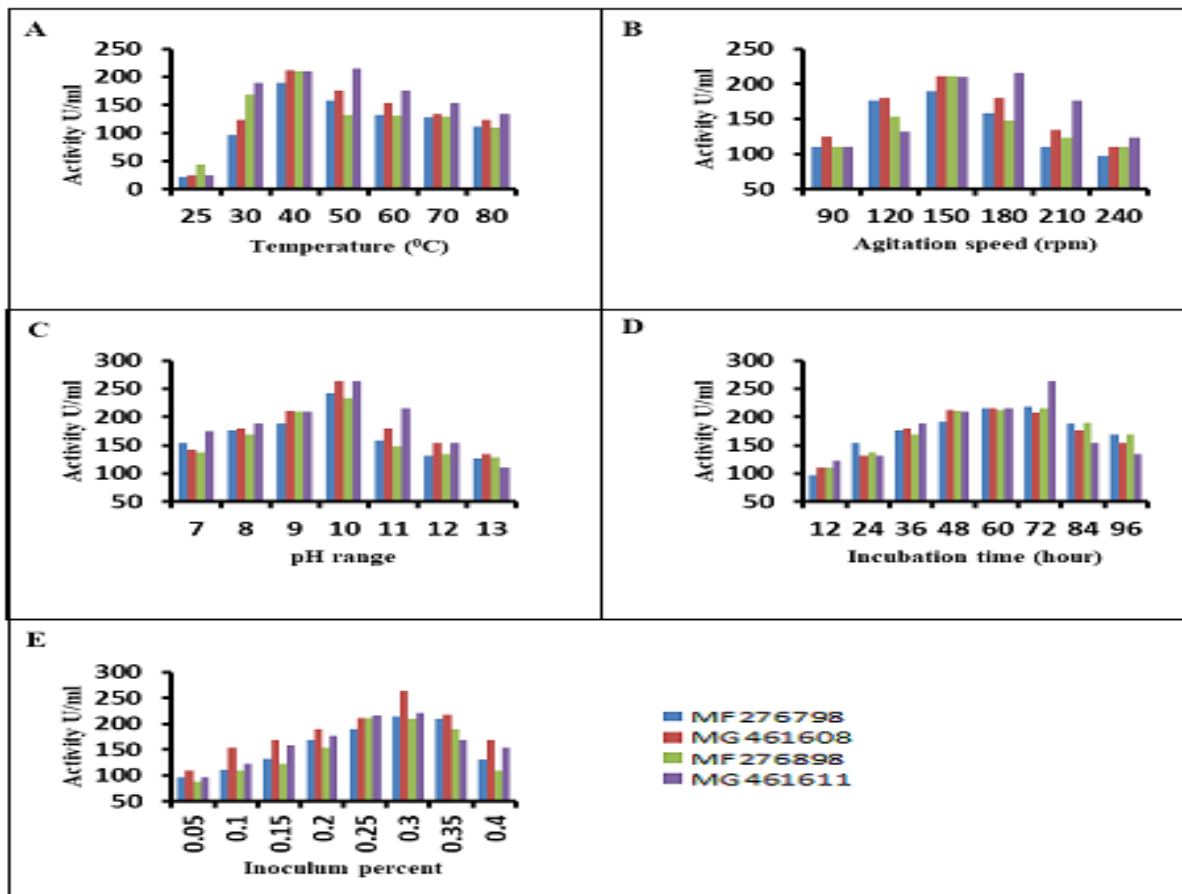 A
250
200
150
100
50
0
Activity U/ml
25 30 40 50 60 70 80
Temperature (⁰C)
B
250
200
150
100
50
Activity U/ml
90 120 150 180 210 240
Agitation speed (rpm)
C
300
250
200
150
100
50
Activity U/ml
7 8 9 10 11 12 13
pH range
D
300
250
200
150
100
50
Activity U/ml
12 24 36 48 60 72 84 96
Incubation time (hour)
E
300
250
200
150
100
50
Activity U/ml
0.05 0.1 0.15 0.2 0.25 0.3 0.35 0.4
Inoculum percent
MF276798
MG461608
MF276898
MG461611